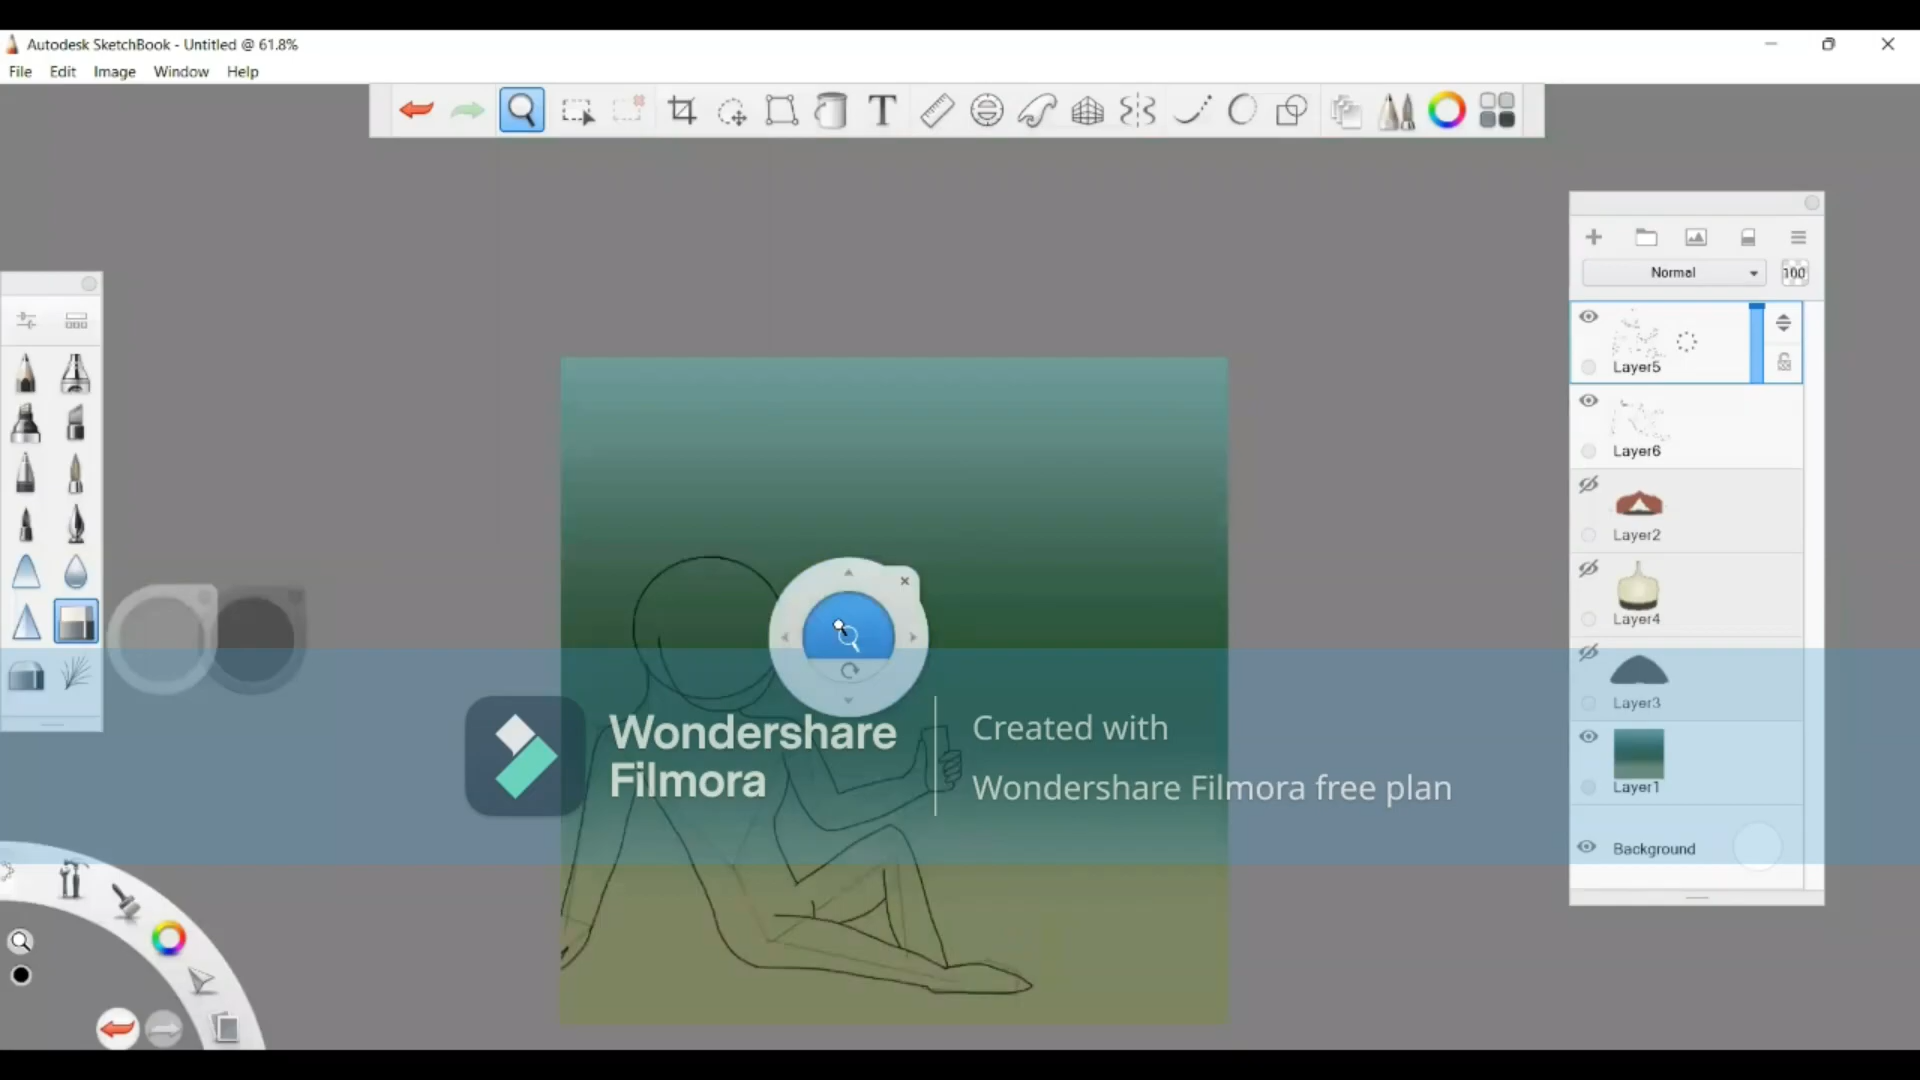 Autodesk SketchBook - Untitled @ 61.8%
File Edit Image Window Help
T
Normal 100
Layer5
Layer6
Layer2
Layer4
Layer3
Layer1
Background
Wondershare
Filmora
Created with
Wondershare Filmora free plan